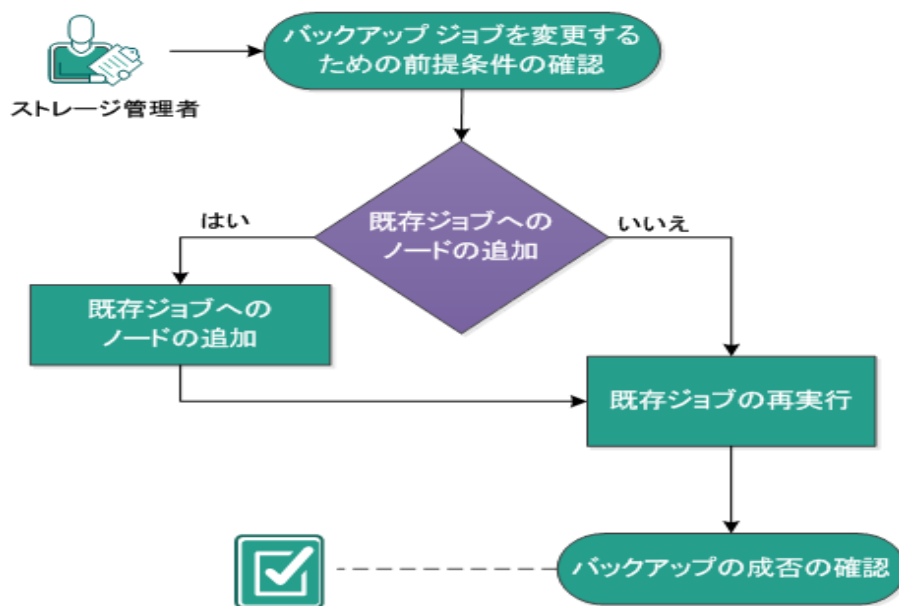 バックアップ ジョブを変更する
ための前提条件の確認
ストレージ管理者
既存ジョブへの
ノードの追加
はい
いいえ
既存ジョブへの
ノードの追加
既存ジョブの再実行
バックアップの成否の確認